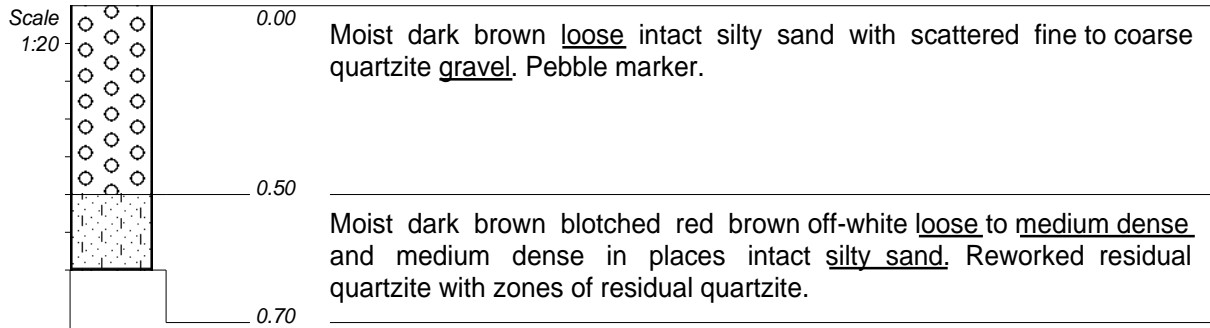 Scale
1:20
0.00
Moist dark brown loose intact silty sand with scattered fine to coarse
quartzite gravel. Pebble marker.
0.50
Moist dark brown blotched red brown off-white loose to medium dense
and medium dense in places intact silty sand. Reworked residual
quartzite with zones of residual quartzite.
0.70